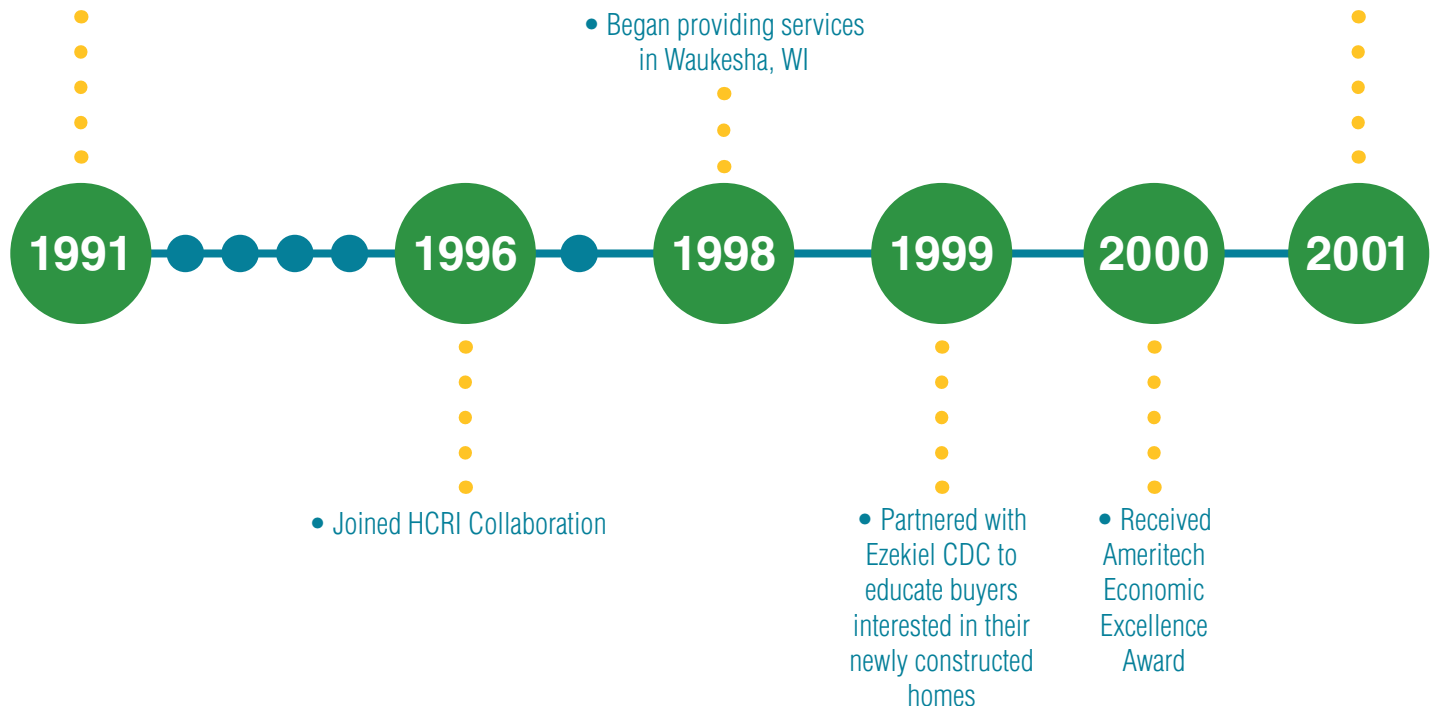 • Began providing services
in Waukesha, WI
1991
1996
1998
1999
2000
2001
• Joined HCRI Collaboration
• Partnered with
Ezekiel CDC to
educate buyers
interested in their
newly constructed
homes
• Received
Ameritech
Economic
Excellence
Award